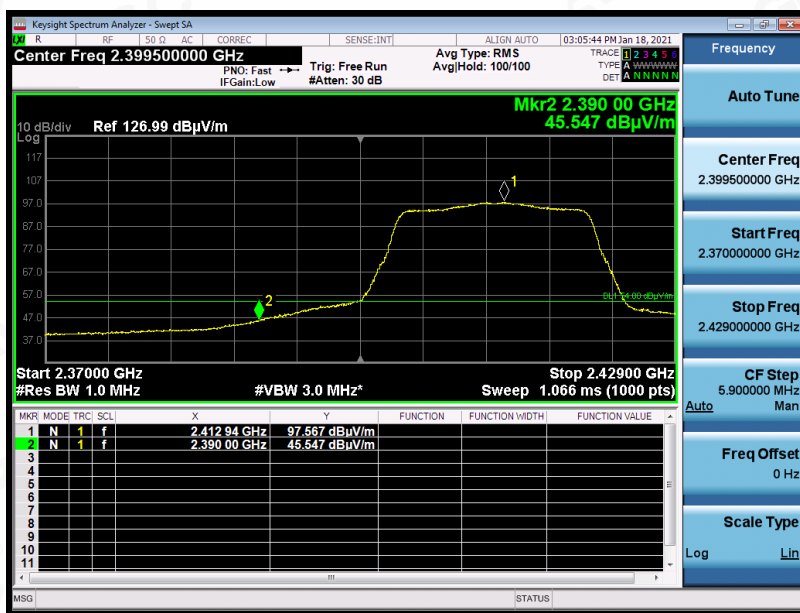 Keysight Spectrum Analyzer - Swept SA
LXI R RF 50 Ω AC CORREC SENSE:INT ALIGN AUTO 03:05:44 PM Jan 18, 2021
Center Freq 2.399500000 GHz
PNO: Fast
IFGain:Low
Trig: Free Run
#Atten: 30 dB
Avg Type: RMS
Avg|Hold: 100/100
TRACE 1 2 3 4 5 6
TYPE A WWWWW
DET A N N N N N
Mkr2 2.390 00 GHz
45.547 dBµV/m
10 dB/div Ref 126.99 dBµV/m
Log
117
107
97.0
87.0
77.0
67.0
57.0
47.0
37.0
1
2
Start 2.37000 GHz
Stop 2.42900 GHz
#Res BW 1.0 MHz #VBW 3.0 MHz* Sweep 1.066 ms (1000 pts)
MKR MODE TRC SCL X Y FUNCTION FUNCTION WIDTH FUNCTION VALUE
1 N 1 f 2.412 94 GHz 97.567 dBµV/m
2 N 1 f 2.390 00 GHz 45.547 dBµV/m
3
4
5
6
7
8
9
10
11
MSG STATUS
Frequency
Auto Tune
Center Freq
2.399500000 GHz
Start Freq
2.370000000 GHz
Stop Freq
2.429000000 GHz
CF Step
5.900000 MHz
Auto Man
Freq Offset
0 Hz
Scale Type
Log Lin